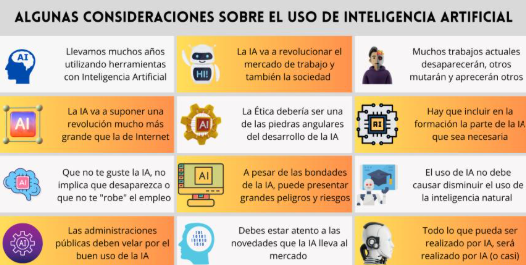 ALGUNAS CONSIDERACIONES SOBRE EL USO DE INTELIGENCIA ARTIFICIAL
AI
Llevamos muchos años
utilizando herramientas
con Inteligencia Artificial
HI!
La IA va a revolucionar el
mercado de trabajo y
también la sociedad
Muchos trabajos actuales
desaparecerán, otros
mutarán y aprecerán otros
AI
La IA va a suponer una
revolución mucho más
grande que la de Internet
AI
La Ética debería ser una
de las piedras angulares
del desarrollo de la IA
AI
Hay que incluir en la
formación la parte de la IA
que sea necesaria
AI
Que no te guste la IA, no
implica que desaparezca o
que no te "robe" el empleo
AI
A pesar de las bondades
de la IA, puede presentar
grandes peligros y riesgos
El uso de IA no debe
causar disminuir el uso de
la inteligencia natural
AI
Las administraciones
públicas deben velar por el
buen uso de la IA
Debes estar atento a las
novedades que la IA lleva al
mercado
Todo lo que pueda ser
realizado por IA, será
realizado por IA (o casi)